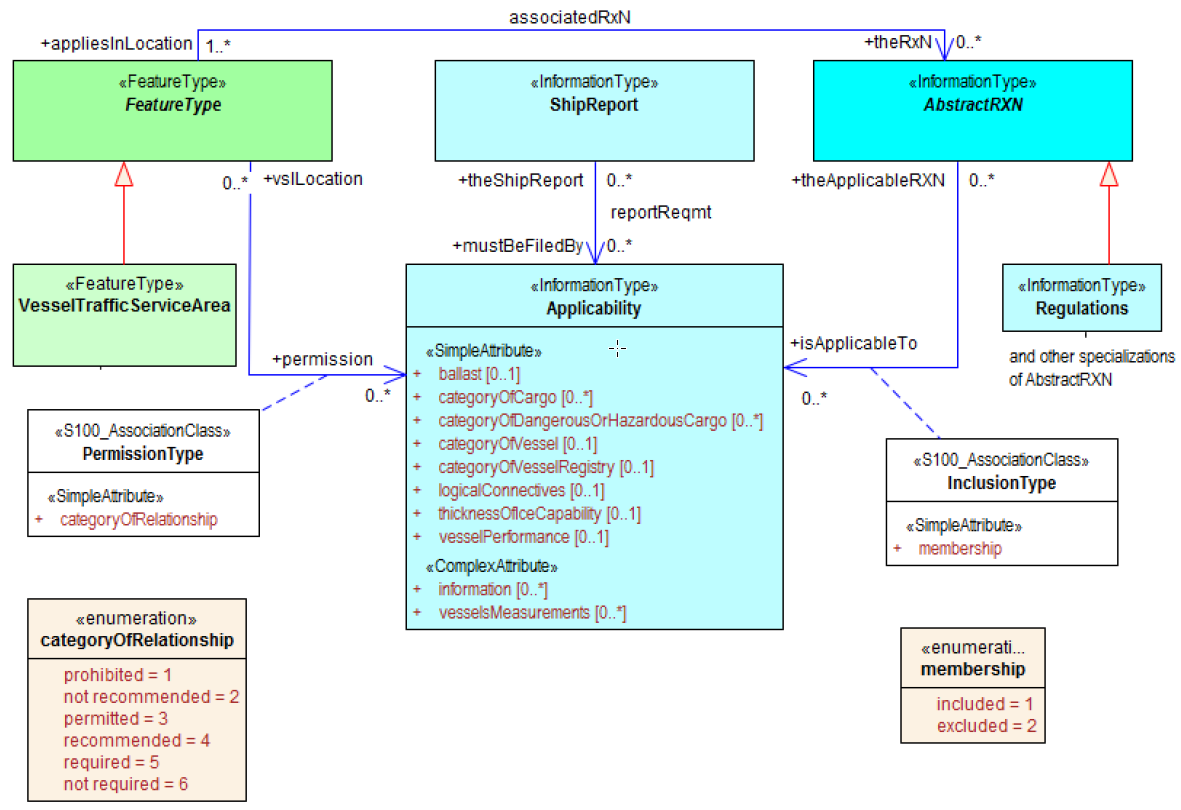 associatedRxN
+appliesInLocation
1..*
+theRxN
0..*
«FeatureType»
FeatureType
«InformationType»
ShipReport
«InformationType»
AbstractRXN
0..*
+vslLocation
+theShipReport
0..*
+theApplicableRXN
0..*
reportReqmt
+mustBeFiledBy
0..*
«FeatureType»
VesselTrafficServiceArea
«InformationType»
Applicability
«InformationType»
Regulations
and other specializations
of AbstractRXN
+permission
0..*
+isApplicableTo
0..*
«SimpleAttribute»
+ ballast [0..1]
+ categoryOfCargo [0..*]
+ categoryOfDangerousOrHazardousCargo [0..*]
+ categoryOfVessel [0..1]
+ categoryOfVesselRegistry [0..1]
+ logicalConnectives [0..1]
+ thicknessOfIceCapability [0..1]
+ vesselPerformance [0..1]
«ComplexAttribute»
+ information [0..*]
+ vesselsMeasurements [0..*]
«S100_AssociationClass»
PermissionType
«SimpleAttribute»
+ categoryOfRelationship
«S100_AssociationClass»
InclusionType
«SimpleAttribute»
+ membership
«enumeration»
categoryOfRelationship
prohibited = 1
not recommended = 2
permitted = 3
recommended = 4
required = 5
not required = 6
«enumerati...
membership
included = 1
excluded = 2